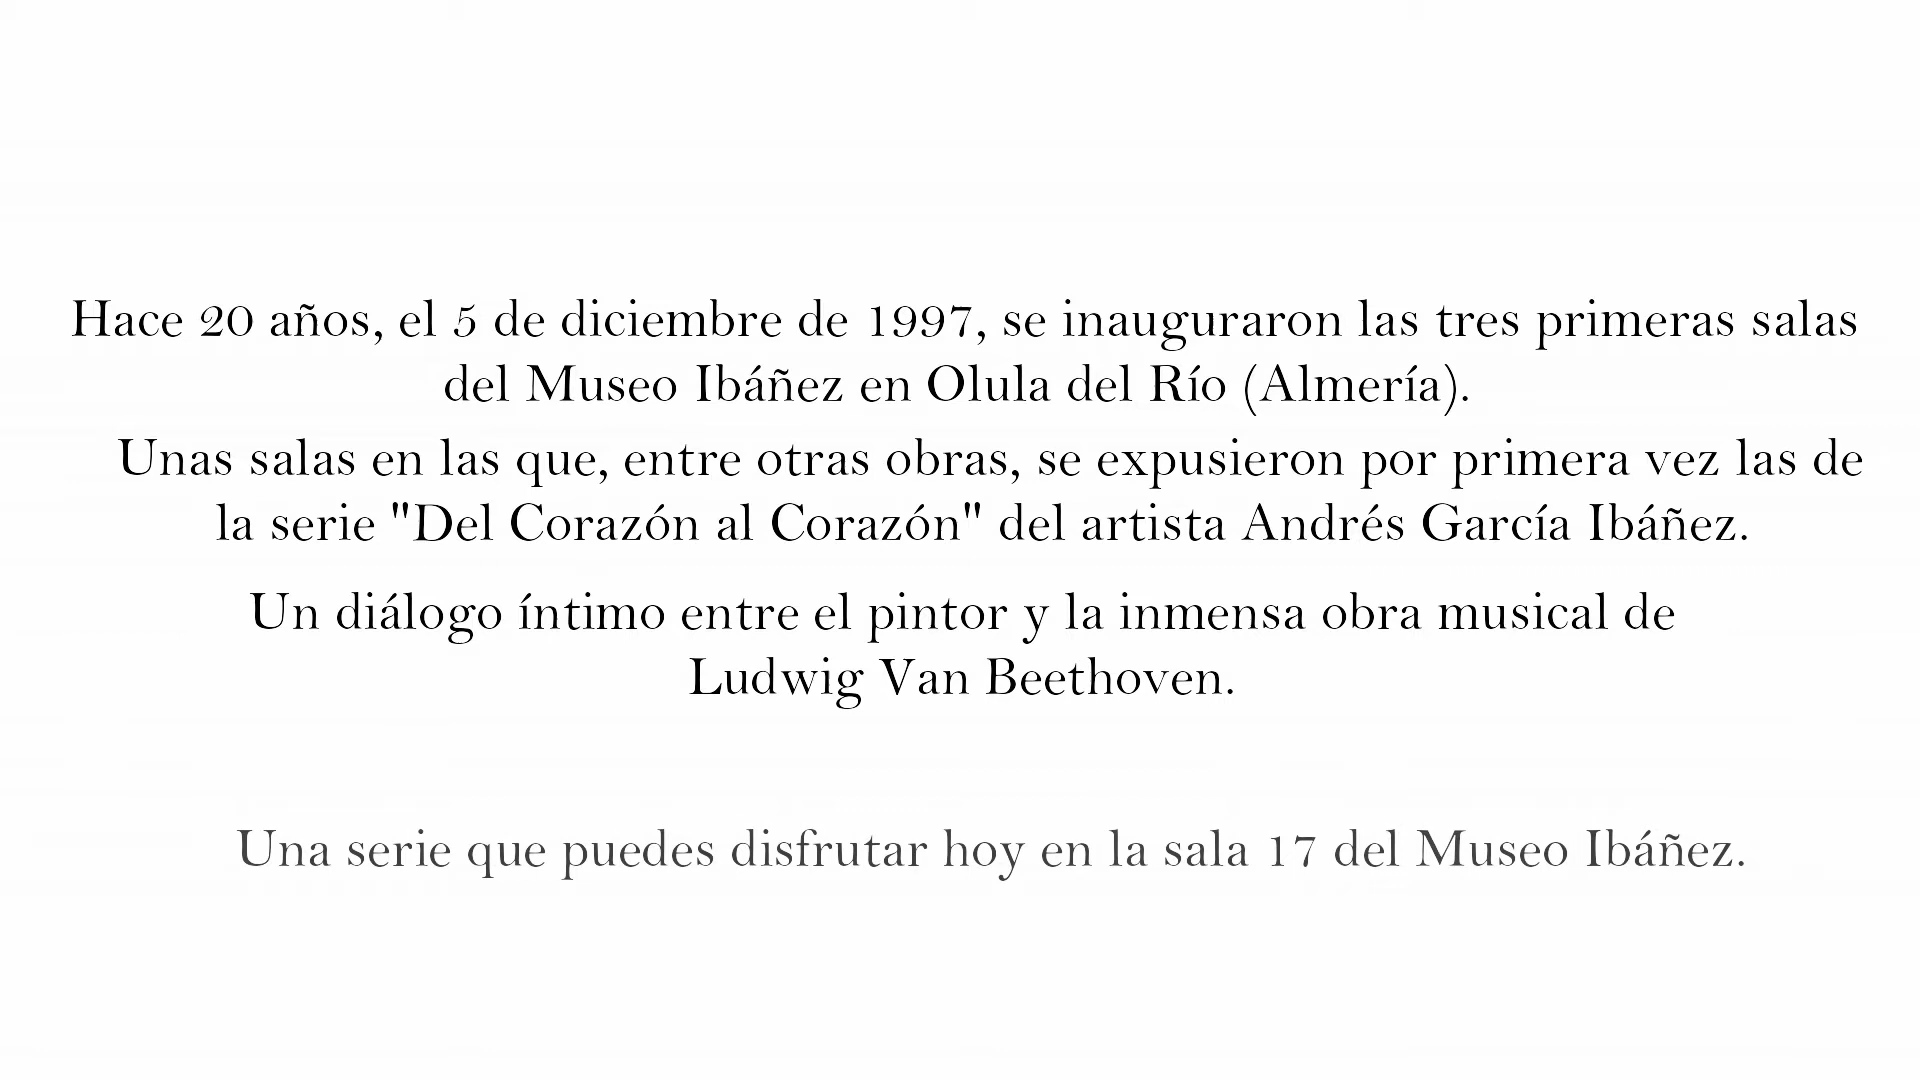 Hace 20 años, el 5 de diciembre de 1997, se inauguraron las tres primeras salas
del Museo Ibáñez en Olula del Río (Almería).
Unas salas en las que, entre otras obras, se expusieron por primera vez las de
la serie "Del Corazón al Corazón" del artista Andrés García Ibáñez.
Un diálogo íntimo entre el pintor y la inmensa obra musical de
Ludwig Van Beethoven.
Una serie que puedes disfrutar hoy en la sala 17 del Museo Ibáñez.